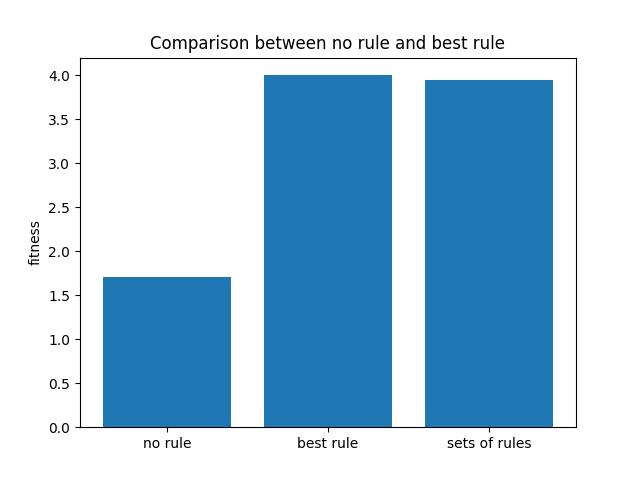 Comparison between no rule and best rule
fitness
4.0
3.5
3.0
2.5
2.0
1.5
1.0
0.5
0.0
no rule
best rule
sets of rules